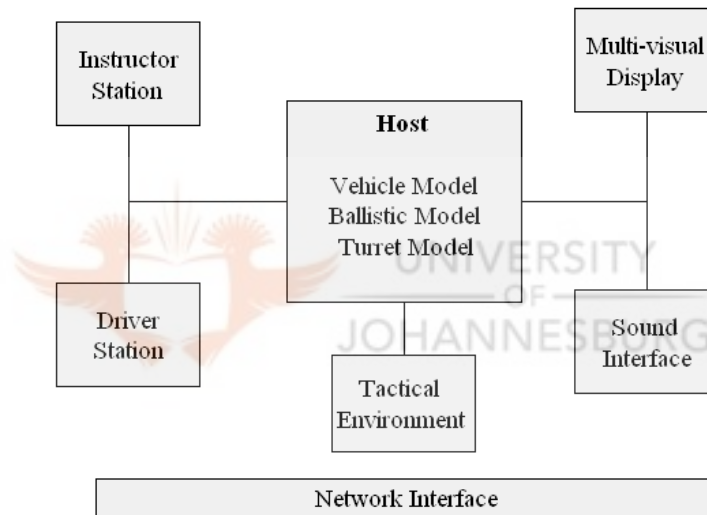 Instructor
Station
Multi-visual
Display
Host
Vehicle Model
Ballistic Model
Turret Model
UNIVERSITY
OF
JOHANNESBURG
Driver
Station
Sound
Interface
Tactical
Environment
Network Interface